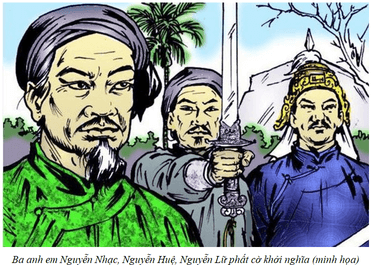 Ba anh em Nguyễn Nhạc, Nguyễn Huệ, Nguyễn Lữ phất cờ khởi nghĩa (minh họa)